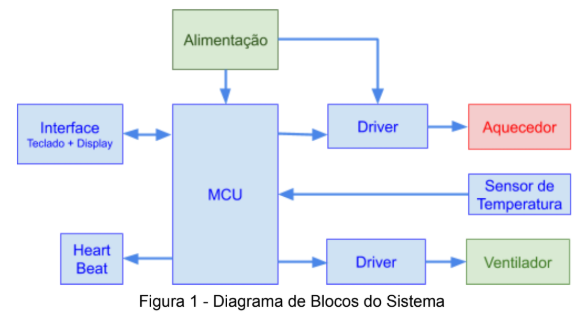 Alimentação
Interface
Teclado + Display
Driver
Aquecedor
MCU
Sensor de
Temperatura
Heart
Beat
Driver
Ventilador
Figura 1 - Diagrama de Blocos do Sistema